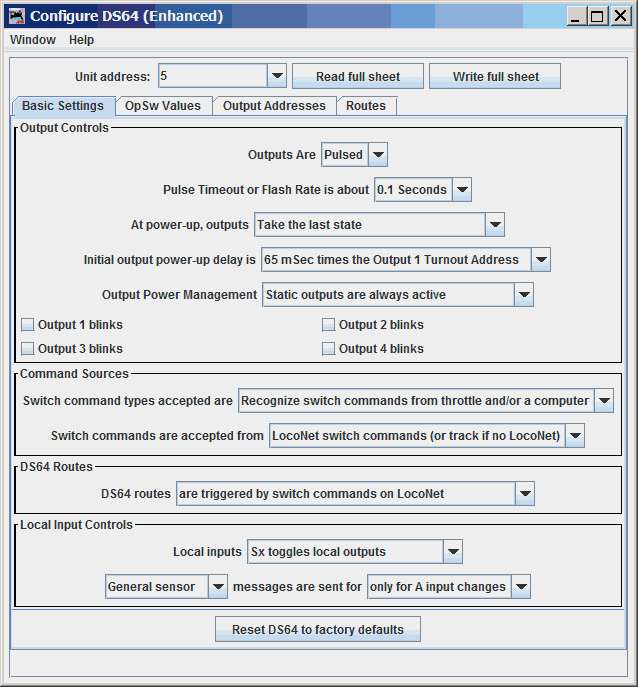 Configure DS64 (Enhanced)
Window Help
Unit address: 5 Read full sheet Write full sheet
Basic Settings OpSw Values Output Addresses Routes
Output Controls
Outputs Are Pulsed
Pulse Timeout or Flash Rate is about 0.1 Seconds
At power-up, outputs Take the last state
Initial output power-up delay is 65 mSec times the Output 1 Turnout Address
Output Power Management Static outputs are always active
Output 1 blinks Output 2 blinks
Output 3 blinks Output 4 blinks
Command Sources
Switch command types accepted are Recognize switch commands from throttle and/or a computer
Switch commands are accepted from LocoNet switch commands (or track if no LocoNet)
DS64 Routes
DS64 routes are triggered by switch commands on LocoNet
Local Input Controls
Local inputs Sx toggles local outputs
General sensor messages are sent for only for A input changes
Reset DS64 to factory defaults